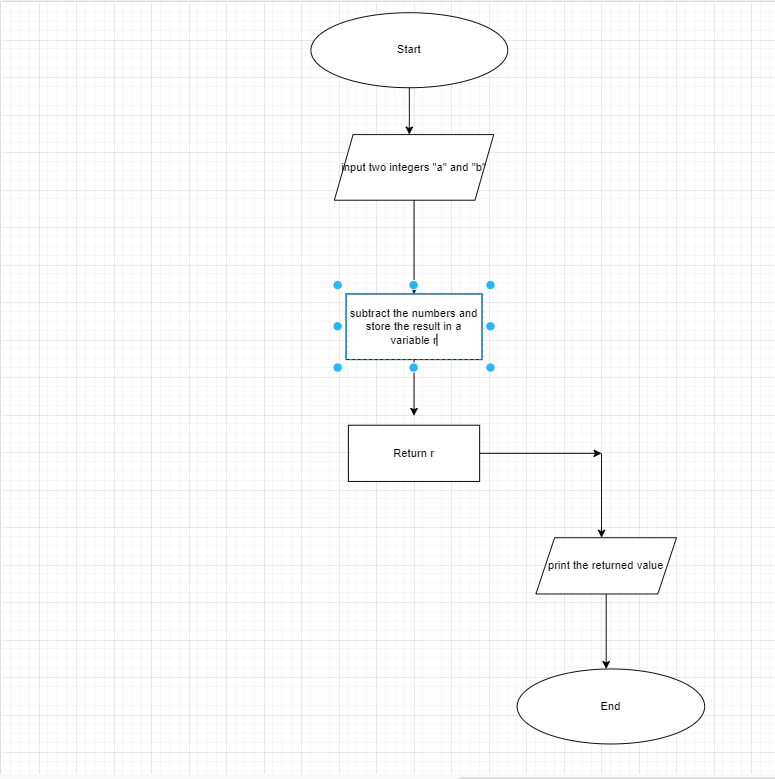 Start
input two integers "a" and "b"
subtract the numbers and
store the result in a
variable r
Return r
print the returned value
End